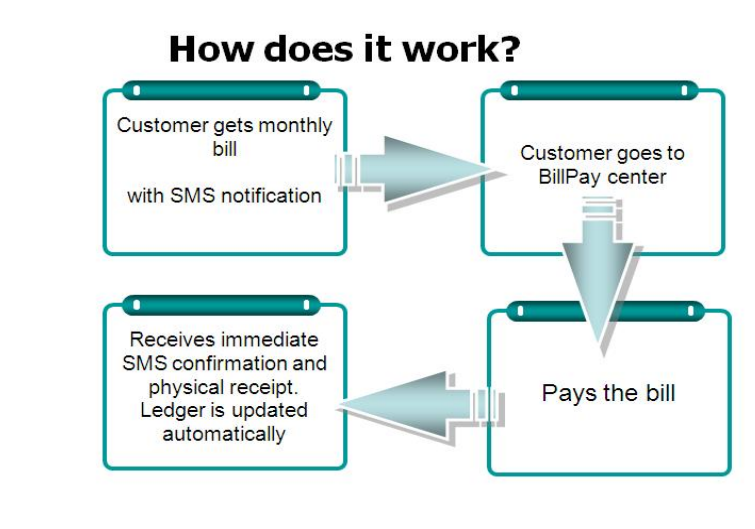 How does it work?
Customer gets monthly
bill
with SMS notification
Customer goes to
BillPay center
Pays the bill
Receives immediate
SMS confirmation and
physical receipt.
Ledger is updated
automatically